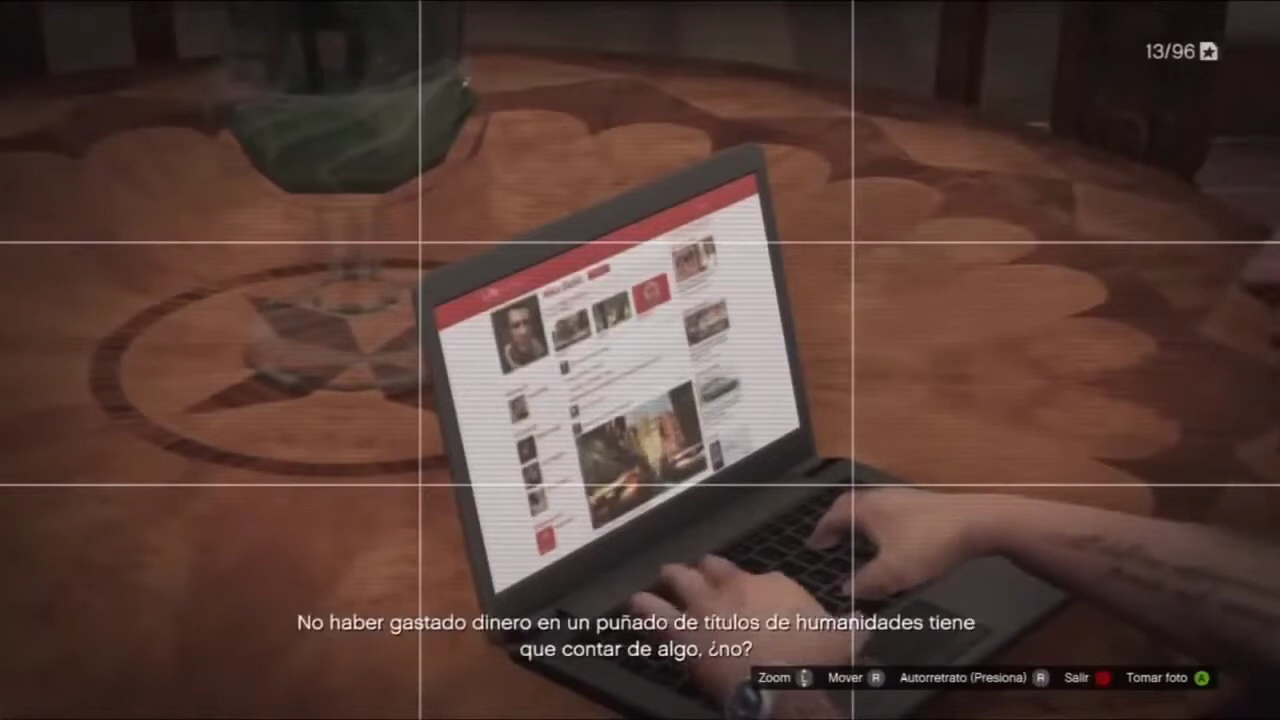 13/96
No haber gastado dinero en un puñado de títulos de humanidades tiene
que contar de algo, ¿no?
Zoom L Mover R Autorretrato (Presiona) R Salir Tomar foto A